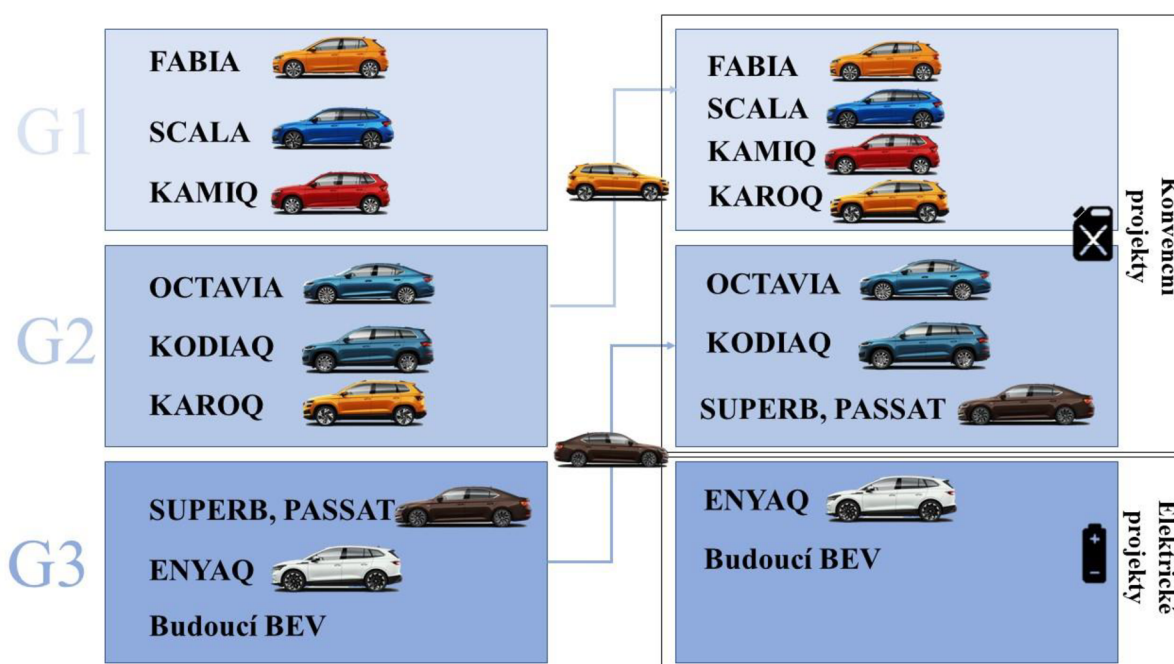 G1
FABIA
SCALA
KAMIQ
G2
OCTAVIA
KODIAQ
KAROQ
G3
SUPERB, PASSAT
ENYAQ
Budoucí BEV
FABIA
SCALA
KAMIQ
KAROQ
OCTAVIA
KODIAQ
SUPERB, PASSAT
Konvenční
projekty
ENYAQ
Budoucí BEV
Elektrické
projekty